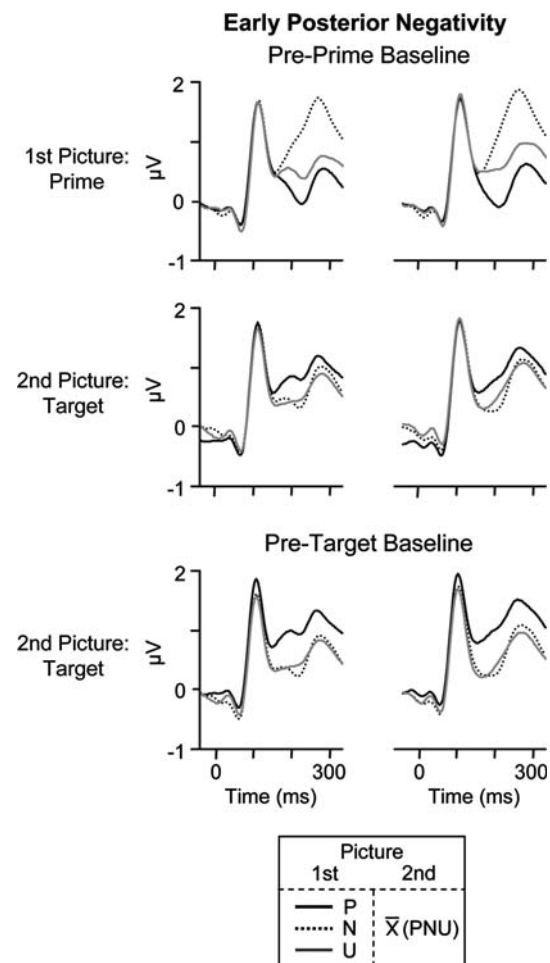 Early Posterior Negativity
Pre-Prime Baseline
1st Picture:
Prime
μV
2
0
-1
2nd Picture:
Target
μV
2
0
-1
Pre-Target Baseline
2nd Picture:
Target
μV
2
0
-1
0 300 0 300
Time (ms) Time (ms)
Picture
1st 2nd
P
N X̅ (PNU)
U